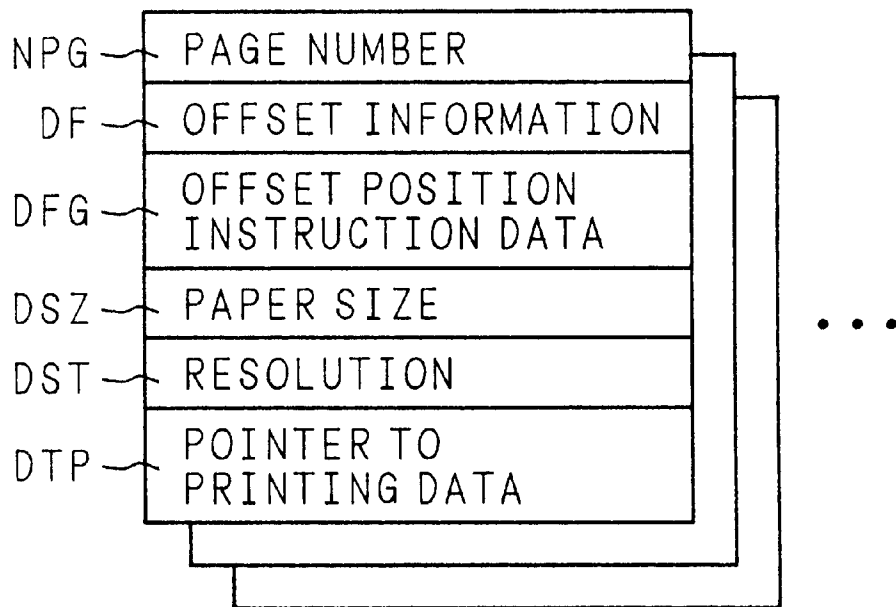 NPG PAGE NUMBER
DF OFFSET INFORMATION
DFG OFFSET POSITION
INSTRUCTION DATA
DSZ PAPER SIZE
DST RESOLUTION
DTP POINTER TO
PRINTING DATA
• • •